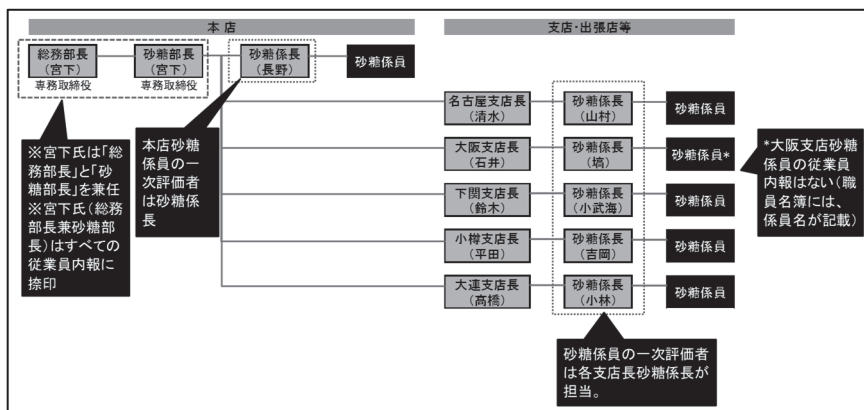 本 店
支店・出張店等
総務部長
(宮下)
専務取締役
砂糖部長
(宮下)
専務取締役
砂糖係長
(長野)
砂糖係員
名古屋支店長
(清水)
砂糖係長
(山村)
砂糖係員
大阪支店長
(石井)
砂糖係長
(塙)
砂糖係員*
下関支店長
(鈴木)
砂糖係長
(小武海)
砂糖係員
小樽支店長
(平田)
砂糖係長
(吉岡)
砂糖係員
大連支店長
(高橋)
砂糖係長
(小林)
砂糖係員
※宮下氏は「総
務部長」と「砂
糖部長」を兼任
※宮下氏(総務
部長兼砂糖部
長)はすべての
従業員内報に
捺印
本店砂糖
係員の一
次評価者
は砂糖係
長
*大阪支店砂糖
係員の従業員
内報はない(職
員名簿には、
係員名が記載)
砂糖係員の一次評価者
は各支店長砂糖係長が
担当。